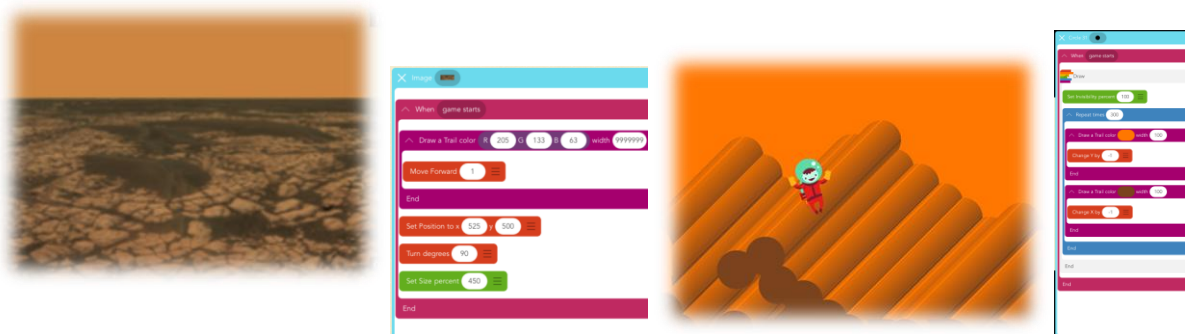 Image
When game starts
Draw a Trail color R 205 G 133 B 63 width 9999999
Move Forward 1
End
Set Position to x 525 y 500
Turn degrees 90
Set Size percent 450
End
When game starts
Draw
Set Invisibility percent 100
Repeat times 300
Draw a Trail color width 100
Change Y by
End
Draw a Trail color width 100
Change X by -1
End
End
End
End